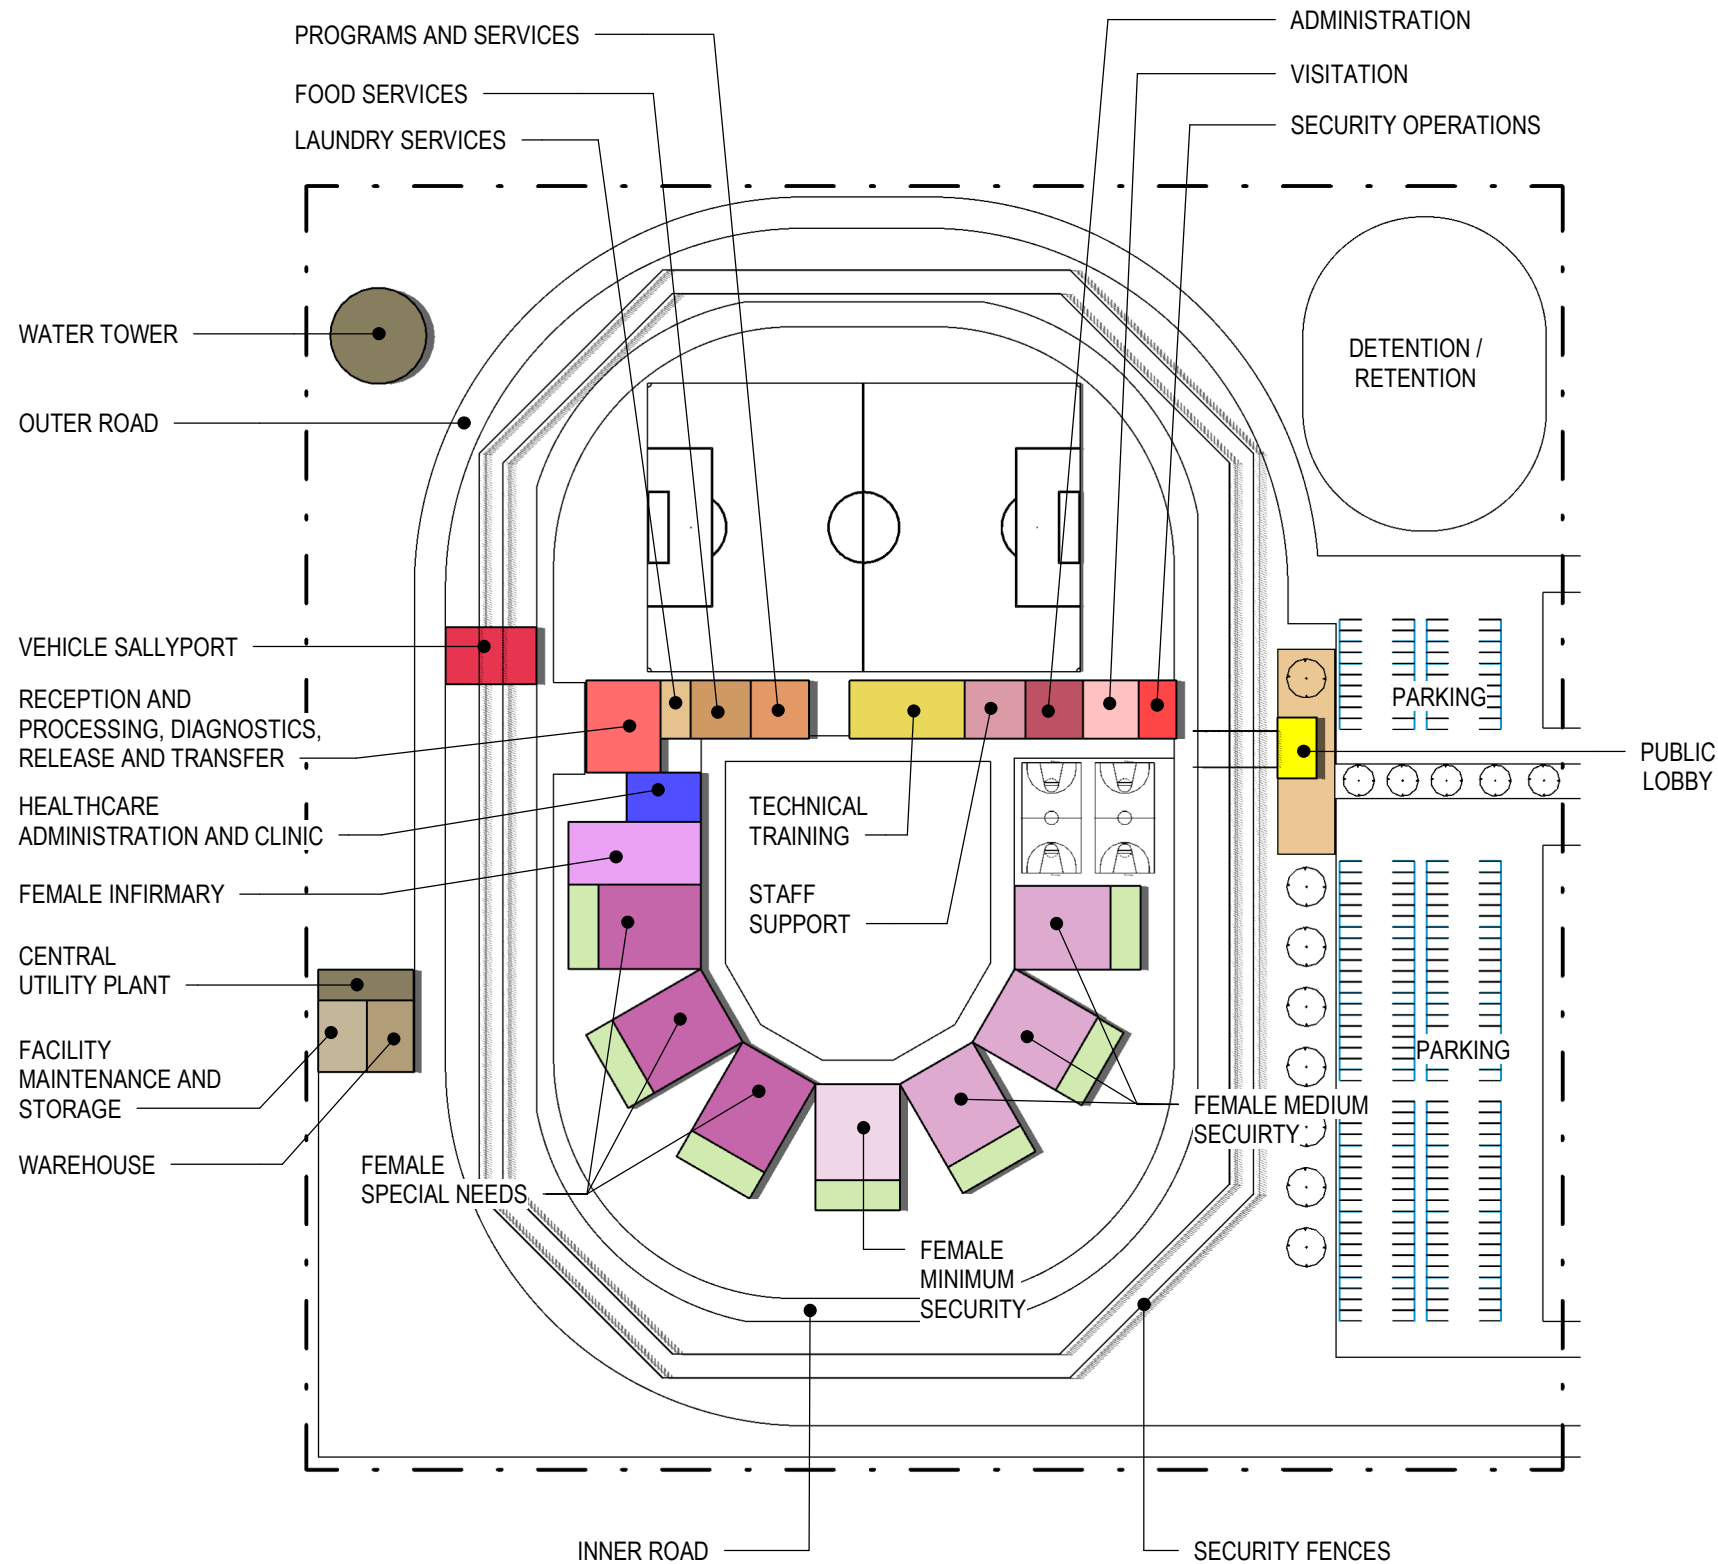 PROGRAMS AND SERVICES
FOOD SERVICES
LAUNDRY SERVICES
ADMINISTRATION
VISITATION
SECURITY OPERATIONS
WATER TOWER
OUTER ROAD
DETENTION /
RETENTION
VEHICLE SALLYPORT
RECEPTION AND
PROCESSING, DIAGNOSTICS,
RELEASE AND TRANSFER
HEALTHCARE
ADMINISTRATION AND CLINIC
FEMALE INFIRMARY
CENTRAL
UTILITY PLANT
FACILITY
MAINTENANCE AND
STORAGE
WAREHOUSE
TECHNICAL
TRAINING
STAFF
SUPPORT
PARKING
PUBLIC
LOBBY
PARKING
FEMALE MEDIUM
SECUIRTY
FEMALE
SPECIAL NEEDS
FEMALE
MINIMUM
SECURITY
INNER ROAD
SECURITY FENCES